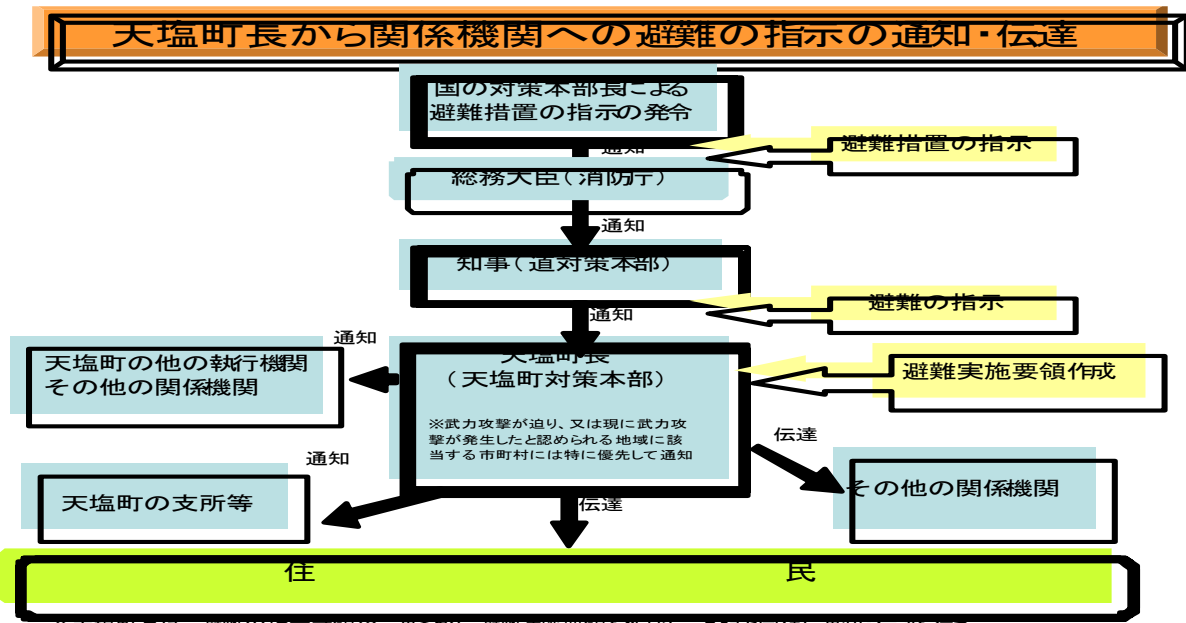 天塩町長から関係機関への避難の指示の通知・伝達
国の対策本部長による
避難措置の指示の発令
避難措置の指示
通知
総務大臣（消防庁）
通知
知事（道対策本部）
避難の指示
通知
通知
天塩町の他の執行機関
その他の関係機関
天塩町長
（天塩町対策本部）
避難実施要領作成
※武力攻撃が迫り、又は現に武力攻
撃が発生したと認められる地域に該
当する市町村には特に優先して通知
伝達
通知
天塩町の支所等
その他の関係機関
伝達
住民